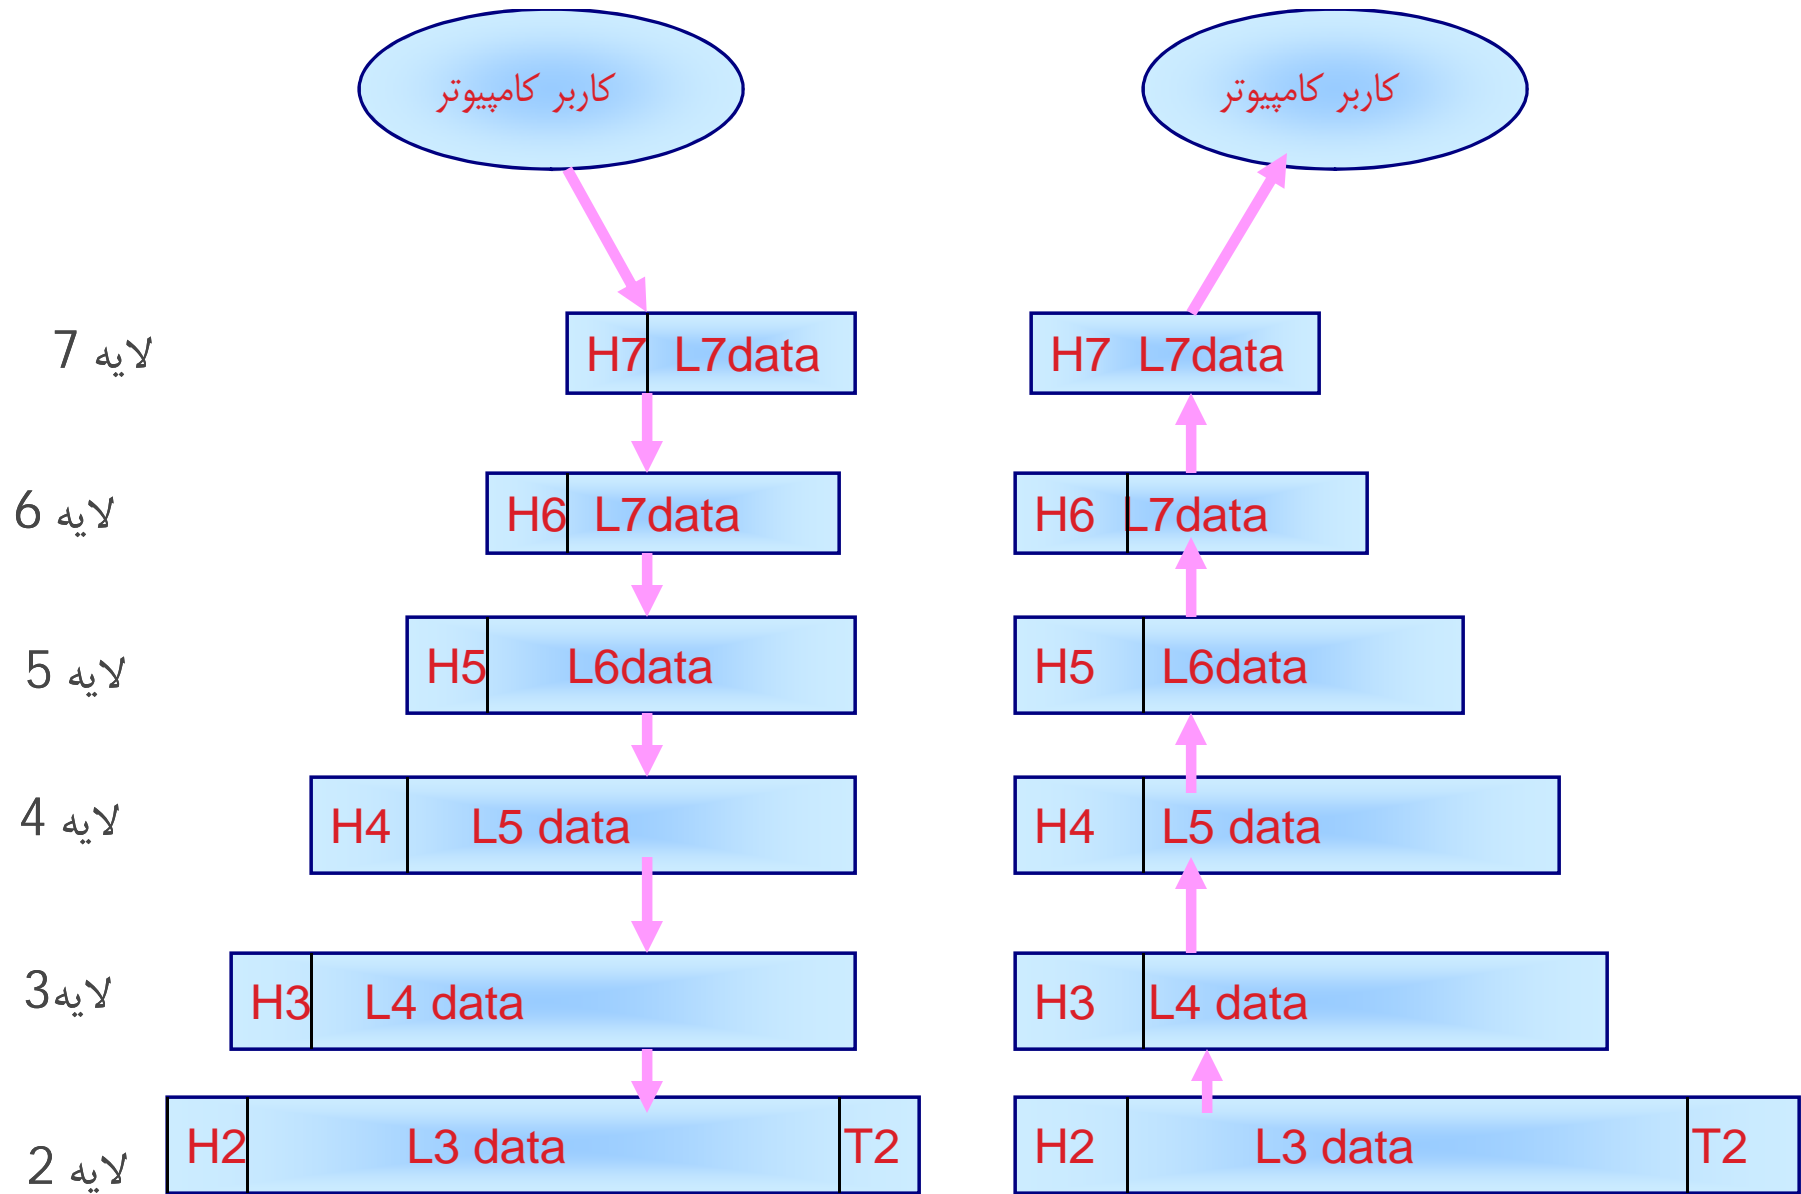 کاربر کامپیوتر کاربر کامپیوتر
لایه 7 H7 L7data H7 L7data
لایه 6 H6 L7data H6 L7data
لایه 5 H5 L6data H5 L6data
لایه 4 H4 L5 data H4 L5 data
لایه3 H3 L4 data H3 L4 data
لایه 2 H2 L3 data T2 H2 L3 data T2